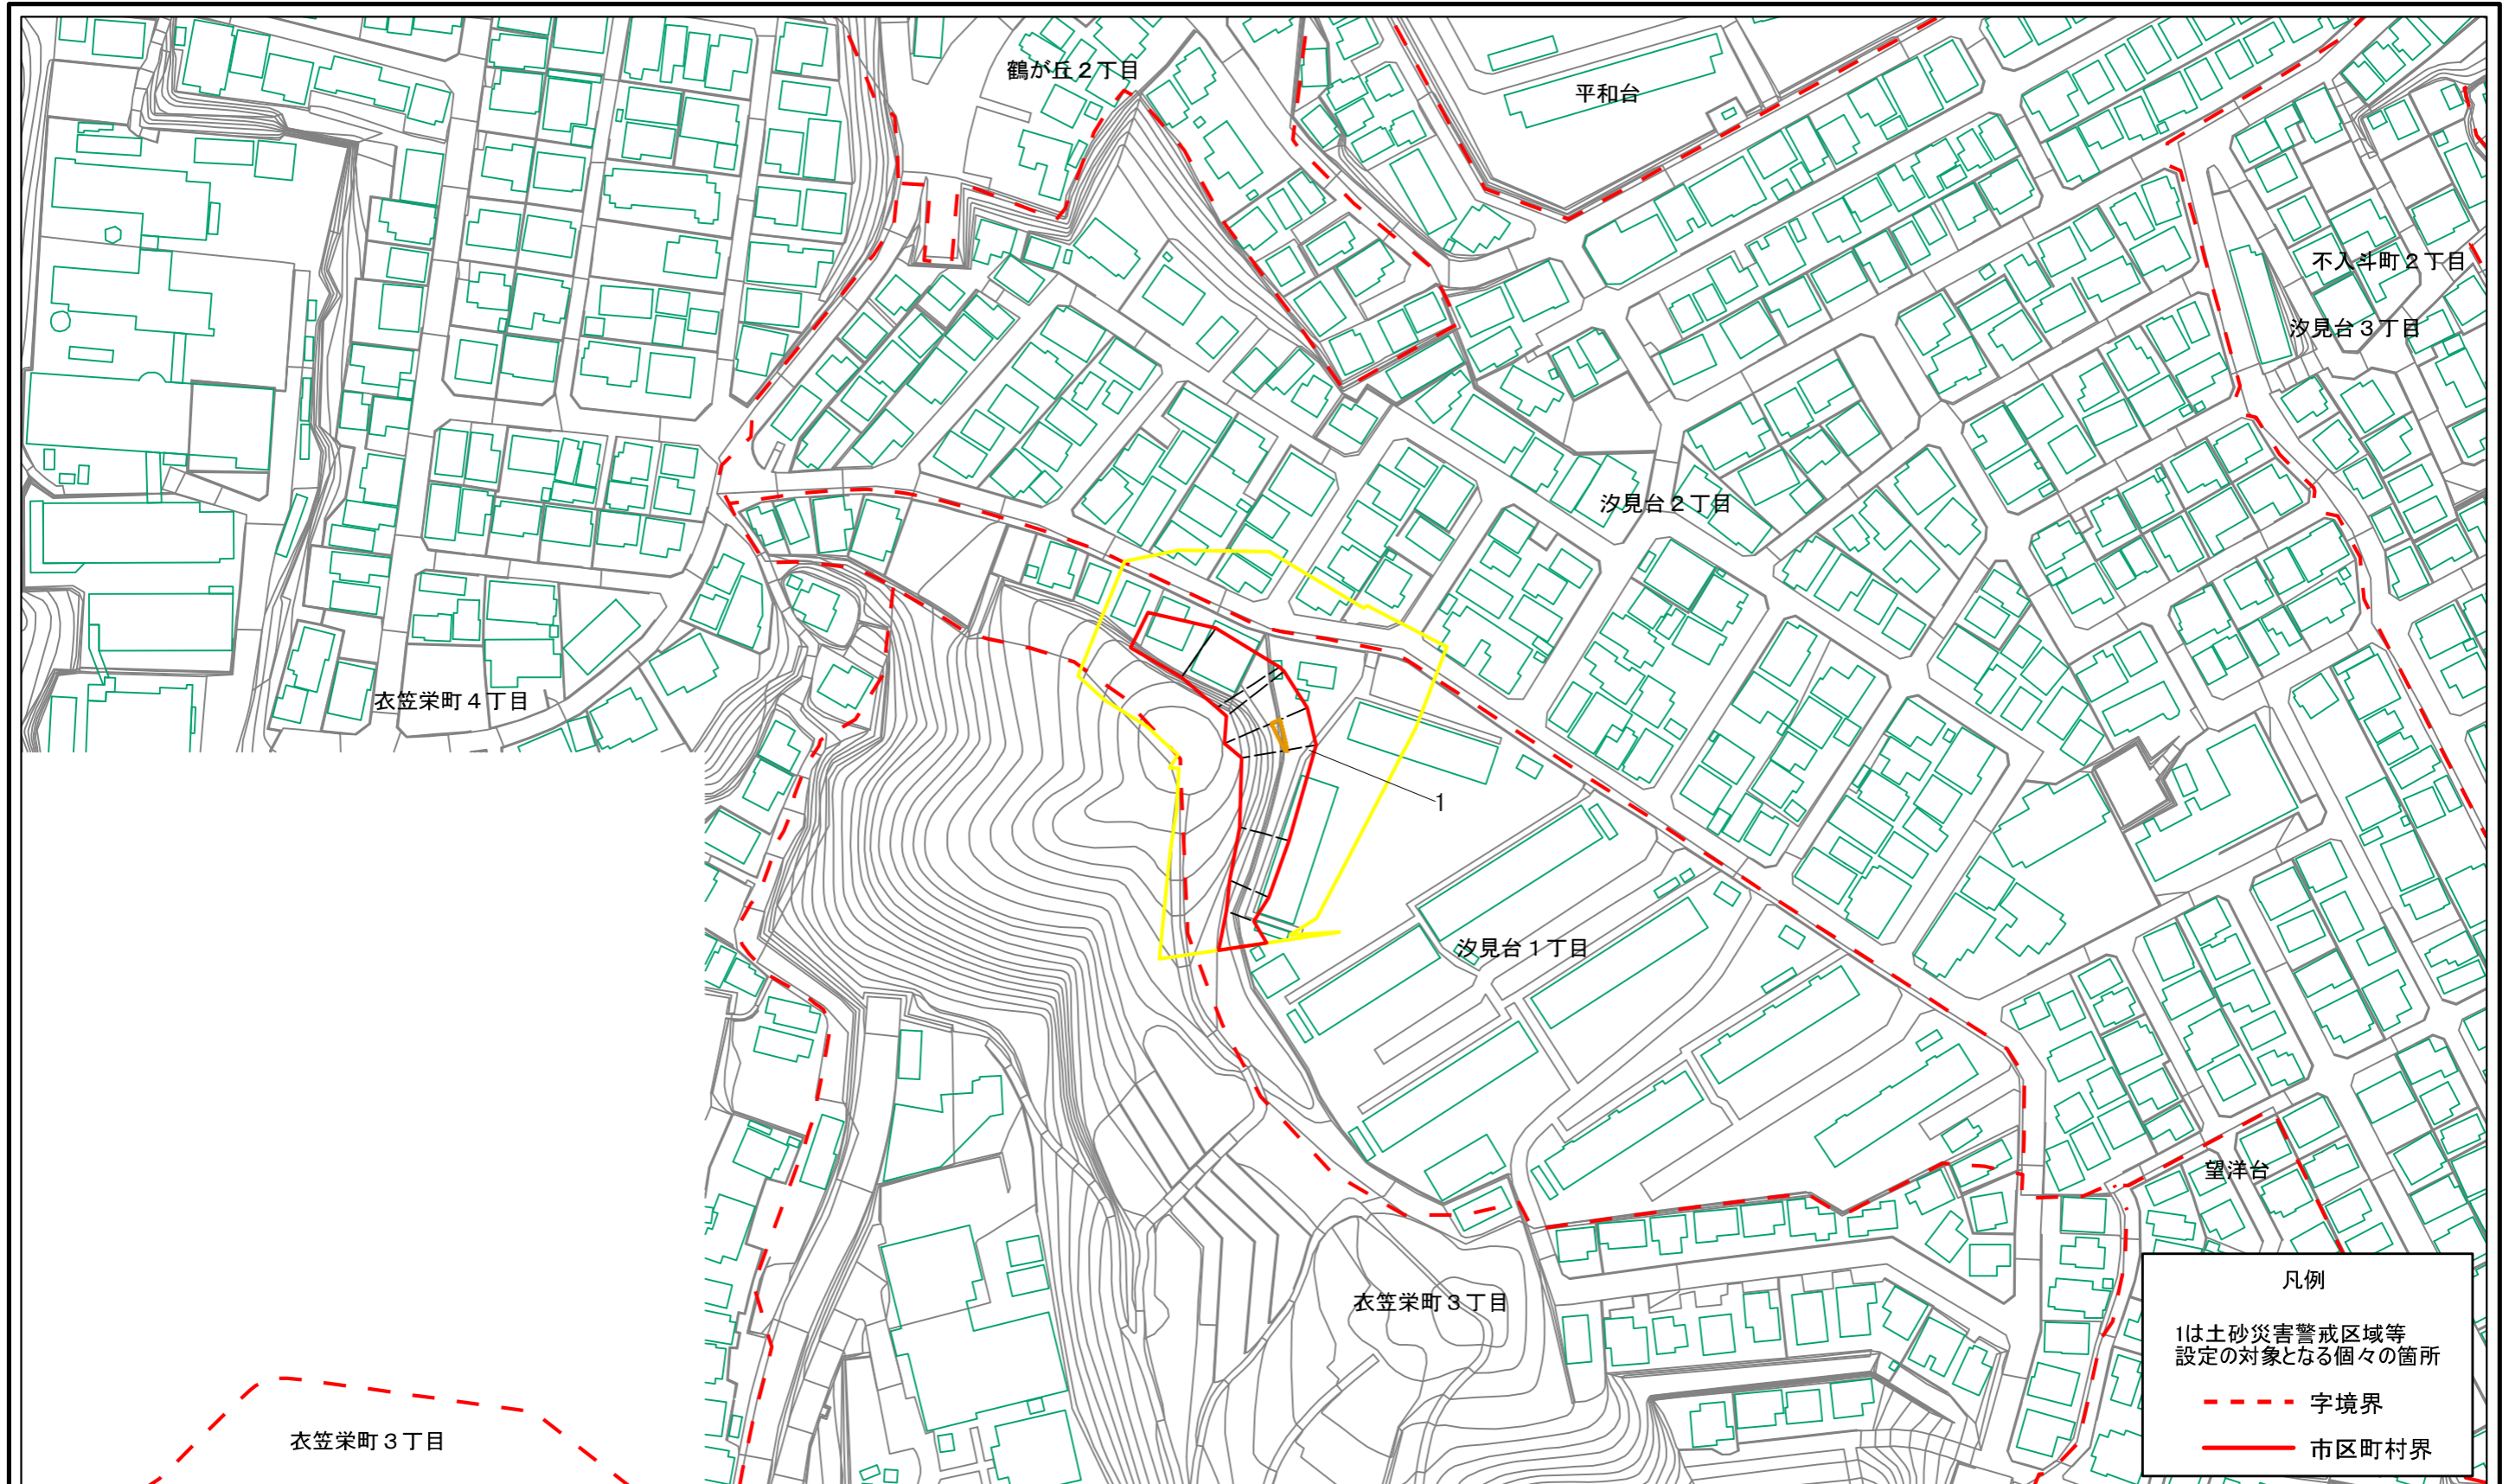 鶴が丘２丁目
平和台
不入斗町２丁目
汐見台３丁目
汐見台２丁目
衣笠栄町４丁目
1
汐見台１丁目
望洋台
衣笠栄町３丁目
衣笠栄町３丁目
凡例
1は土砂災害警戒区域等
設定の対象となる個々の箇所
字境界
市区町村界